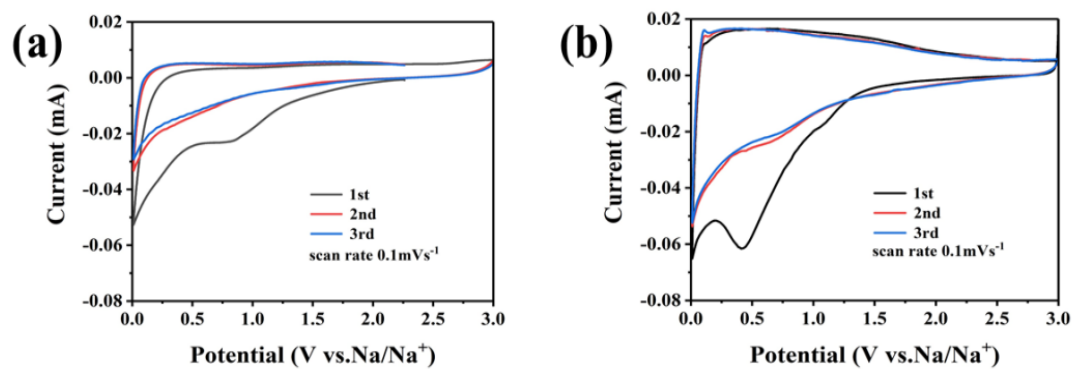 (a)
Current (mA)
0.02
0.00
-0.02
-0.04
-0.06
-0.08
1st
2nd
3rd
scan rate 0.1mVs⁻¹
0.0 0.5 1.0 1.5 2.0 2.5 3.0
Potential (V vs.Na/Na⁺)
(b)
Current (mA)
0.02
0.00
-0.02
-0.04
-0.06
-0.08
1st
2nd
3rd
scan rate 0.1mVs⁻¹
0.0 0.5 1.0 1.5 2.0 2.5 3.0
Potential (V vs.Na/Na⁺)